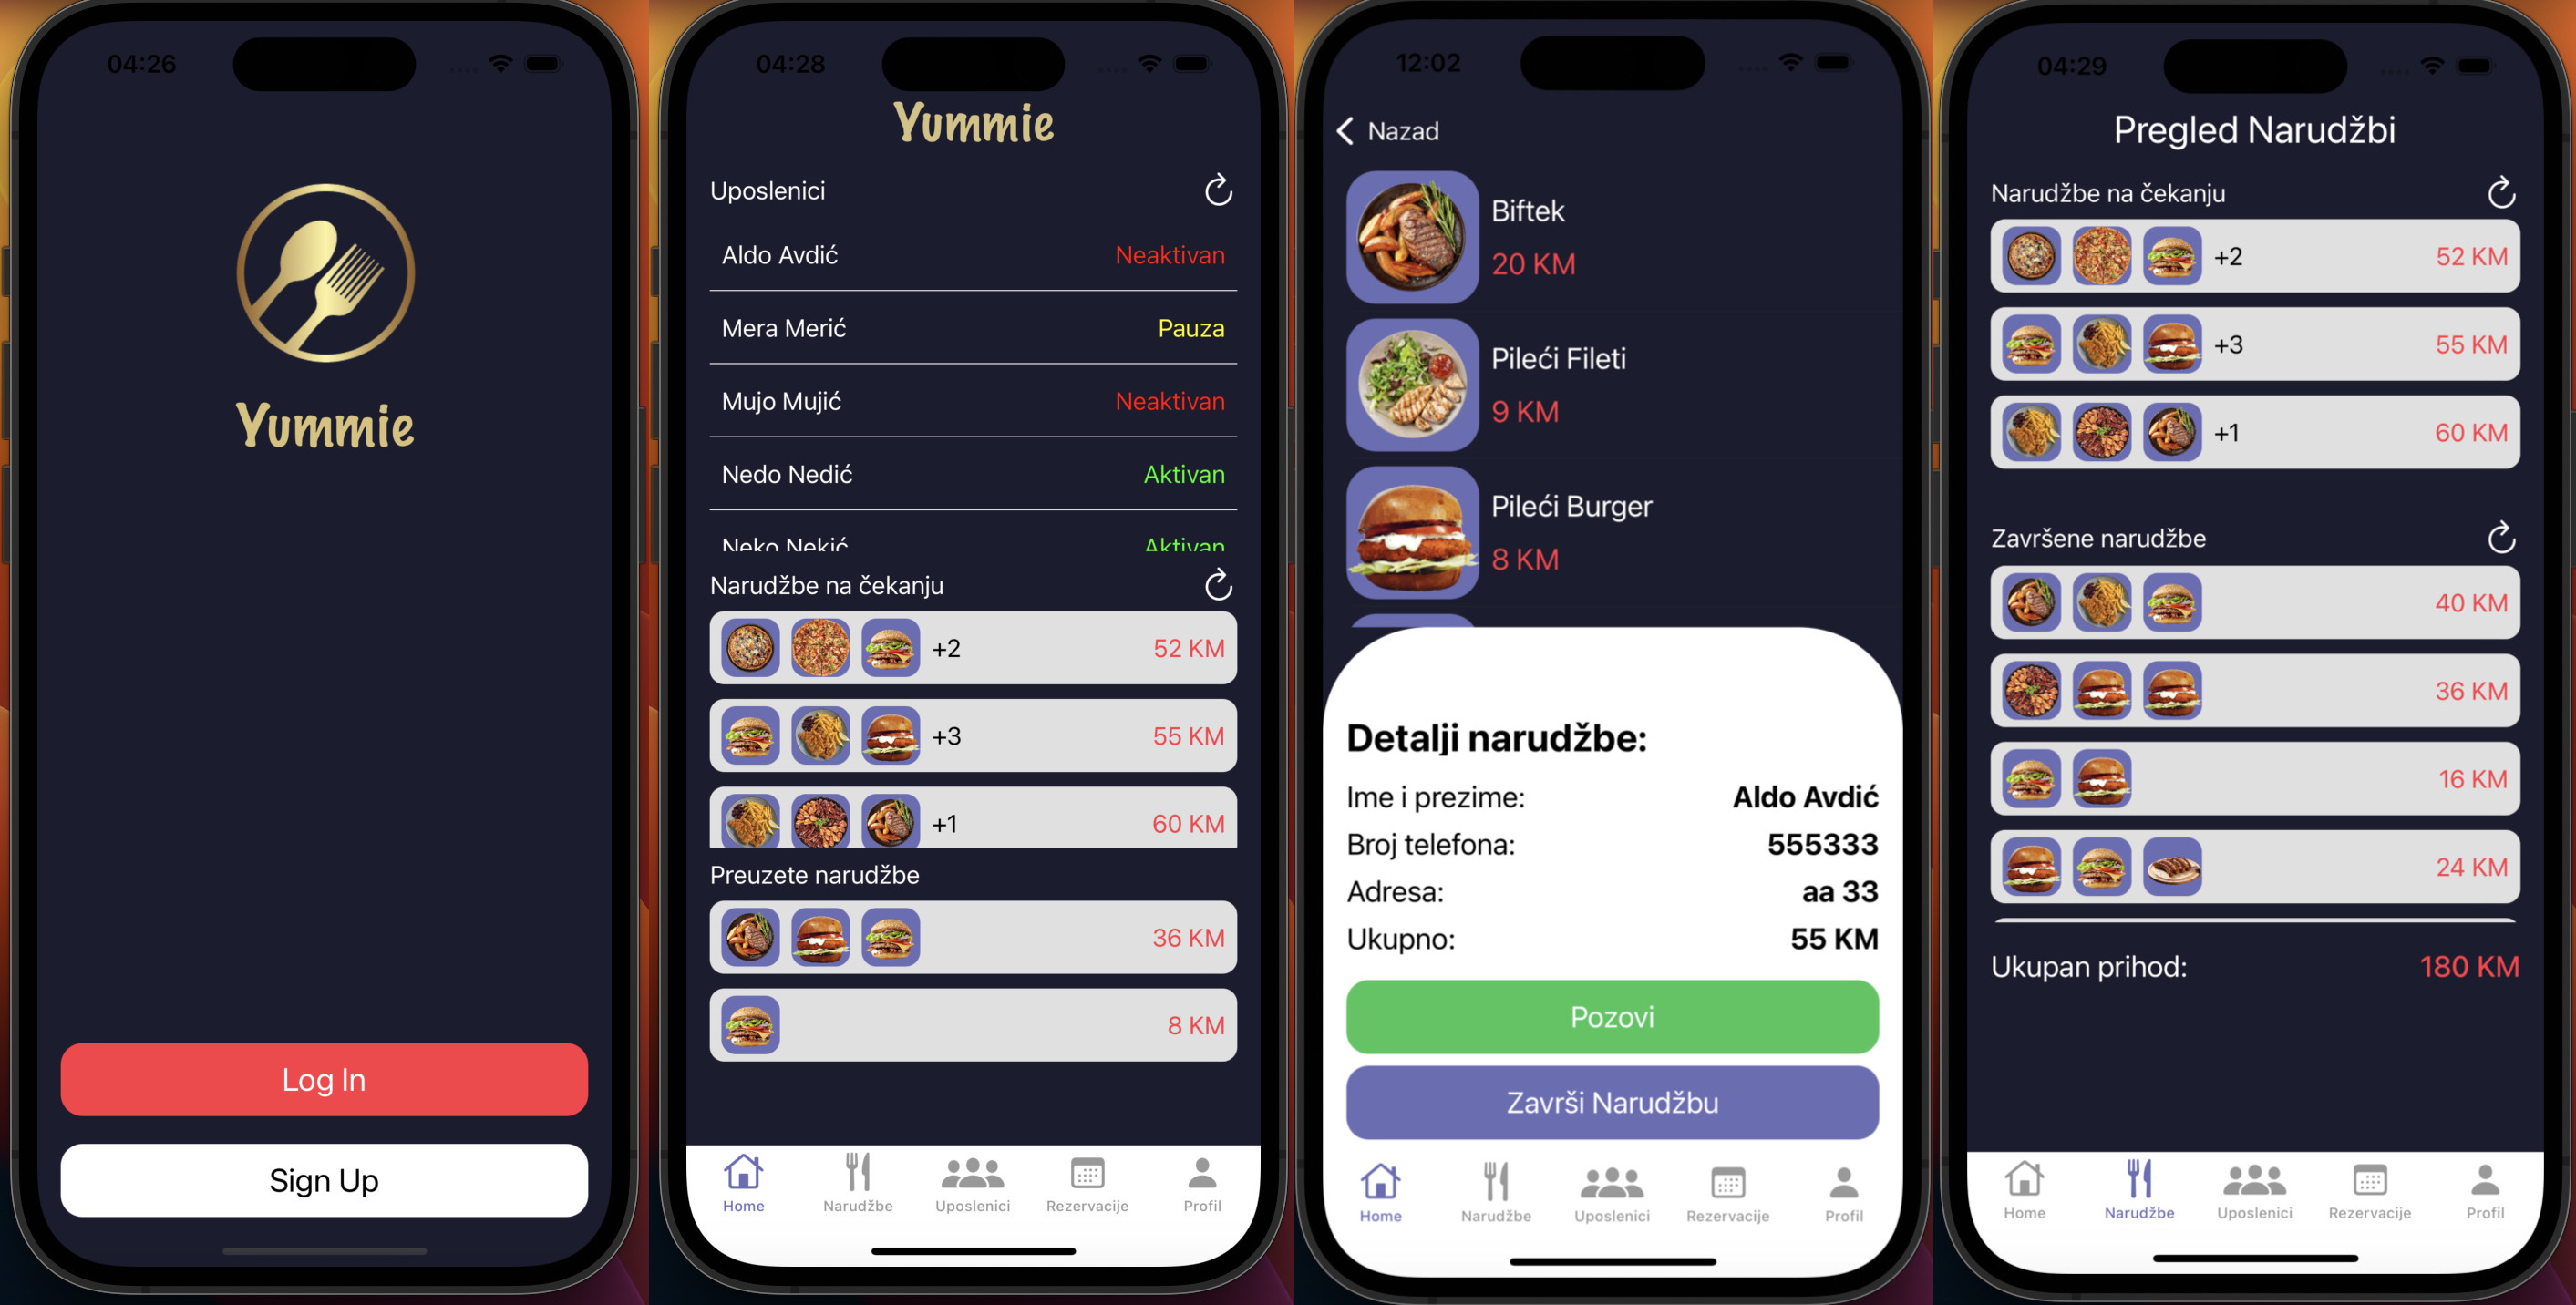 04:26
Yummie
Log In
Sign Up
04:28
Yummie
Uposlenici
Aldo Avdić Neaktivan
Mera Merić Pauza
Mujo Mujić Neaktivan
Nedo Nedić Aktivan
Neko Nekić Aktivan
Narudžbe na čekanju
+2 52 KM
+3 55 KM
+1 60 KM
Preuzete narudžbe
36 KM
8 KM
Home Narudžbe Uposlenici Rezervacije Profil
12:02
Nazad
Biftek
20 KM
Pileći Fileti
9 KM
Pileći Burger
8 KM
Detalji narudžbe:
Ime i prezime: Aldo Avdić
Broj telefona: 555333
Adresa: aa 33
Ukupno: 55 KM
Pozovi
Završi Narudžbu
Home Narudžbe Uposlenici Rezervacije Profil
04:29
Pregled Narudžbi
Narudžbe na čekanju
+2 52 KM
+3 55 KM
+1 60 KM
Završene narudžbe
40 KM
36 KM
16 KM
24 KM
Ukupan prihod: 180 KM
Home Narudžbe Uposlenici Rezervacije Profil